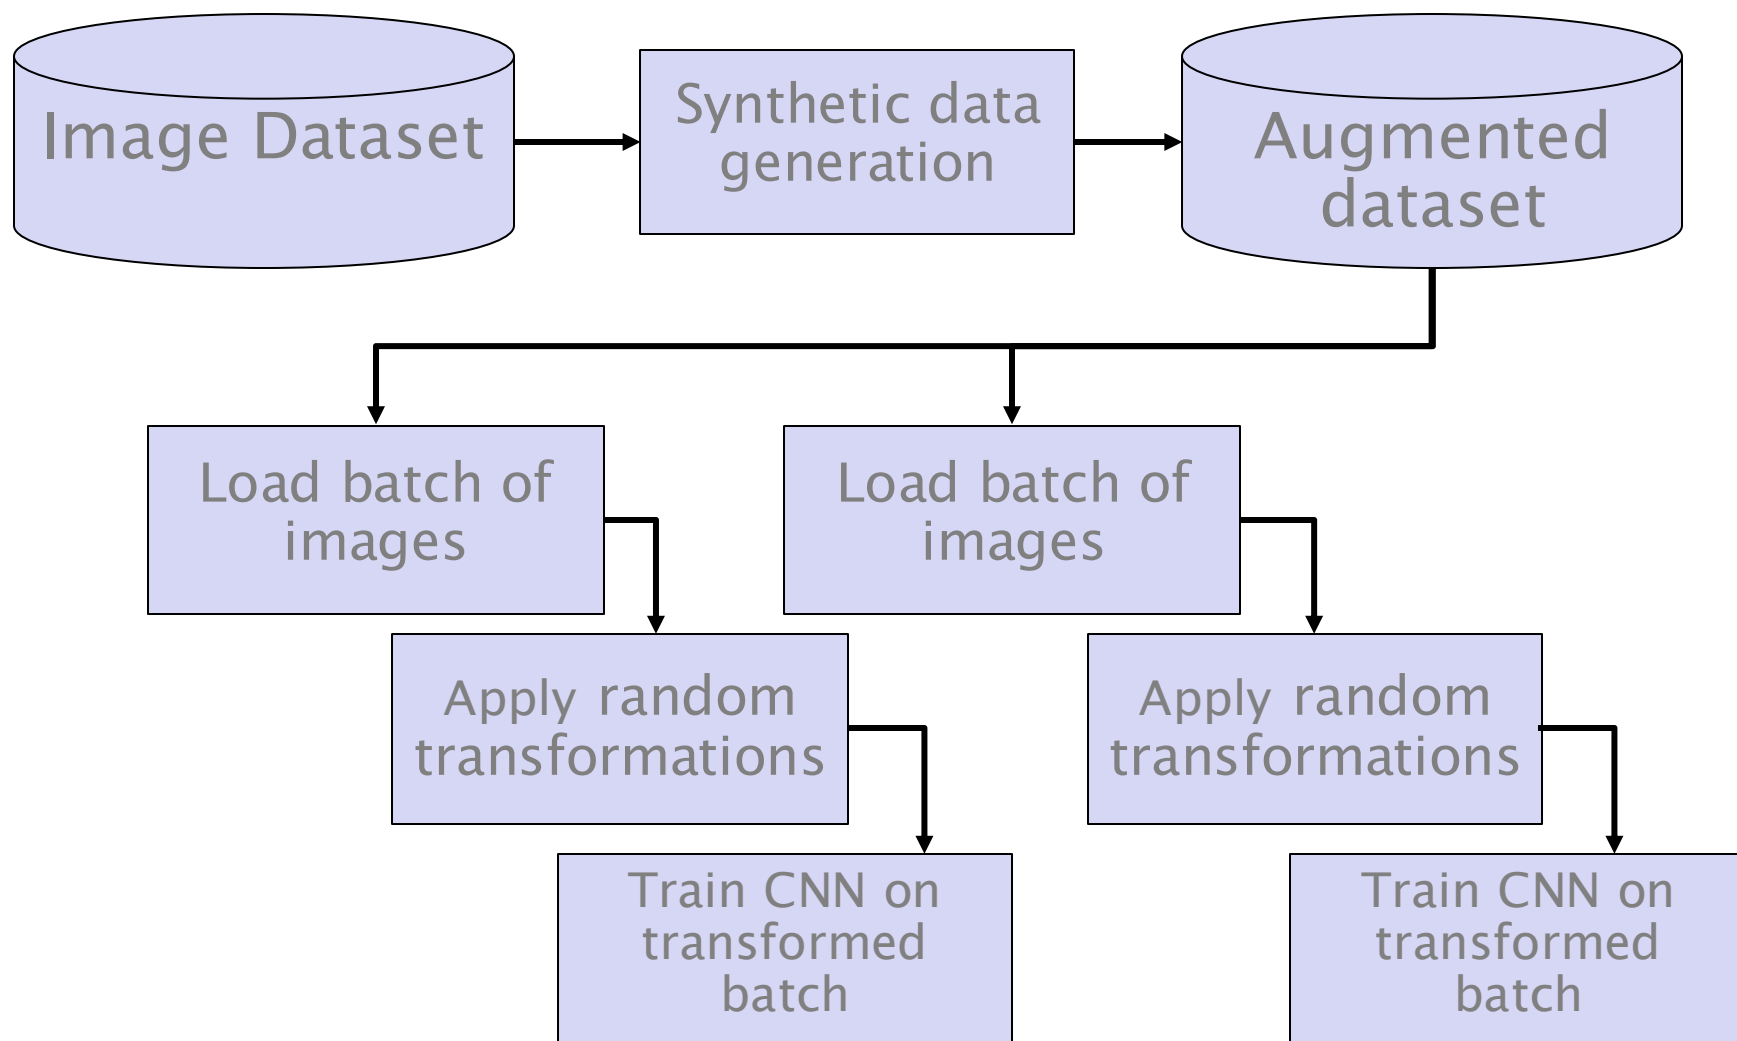 Image Dataset
Synthetic data
generation
Augmented
dataset
Load batch of
images
Load batch of
images
Apply random
transformations
Apply random
transformations
Train CNN on
transformed
batch
Train CNN on
transformed
batch